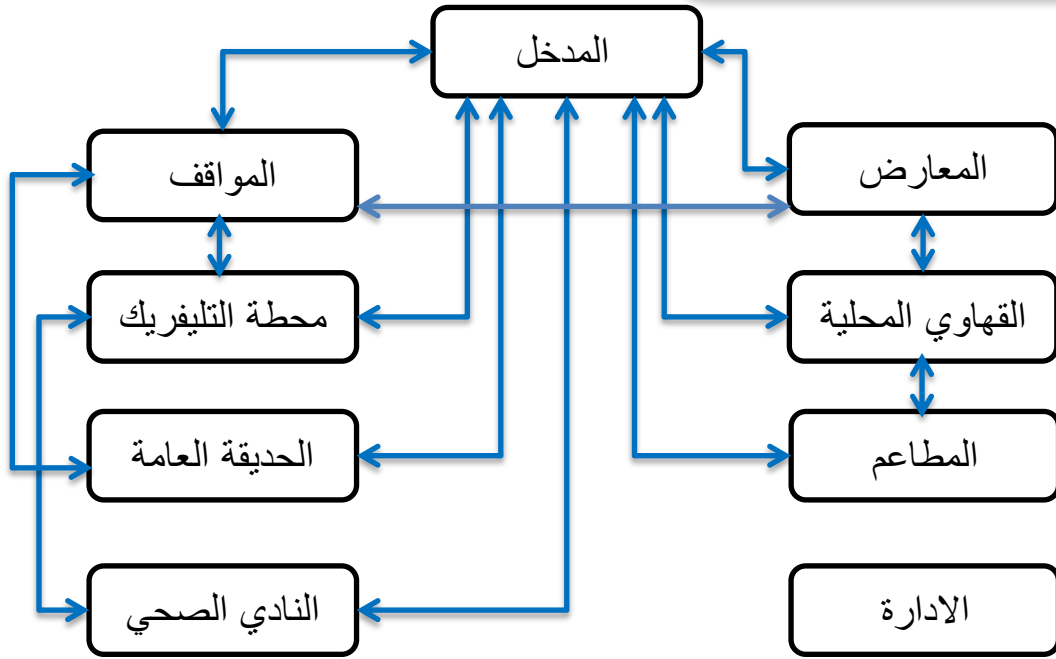 المدخل
المعارض
المواقف
القهاوي المحلية
محطة التليفريك
المطاعم
الحديقة العامة
الادارة
النادي الصحي